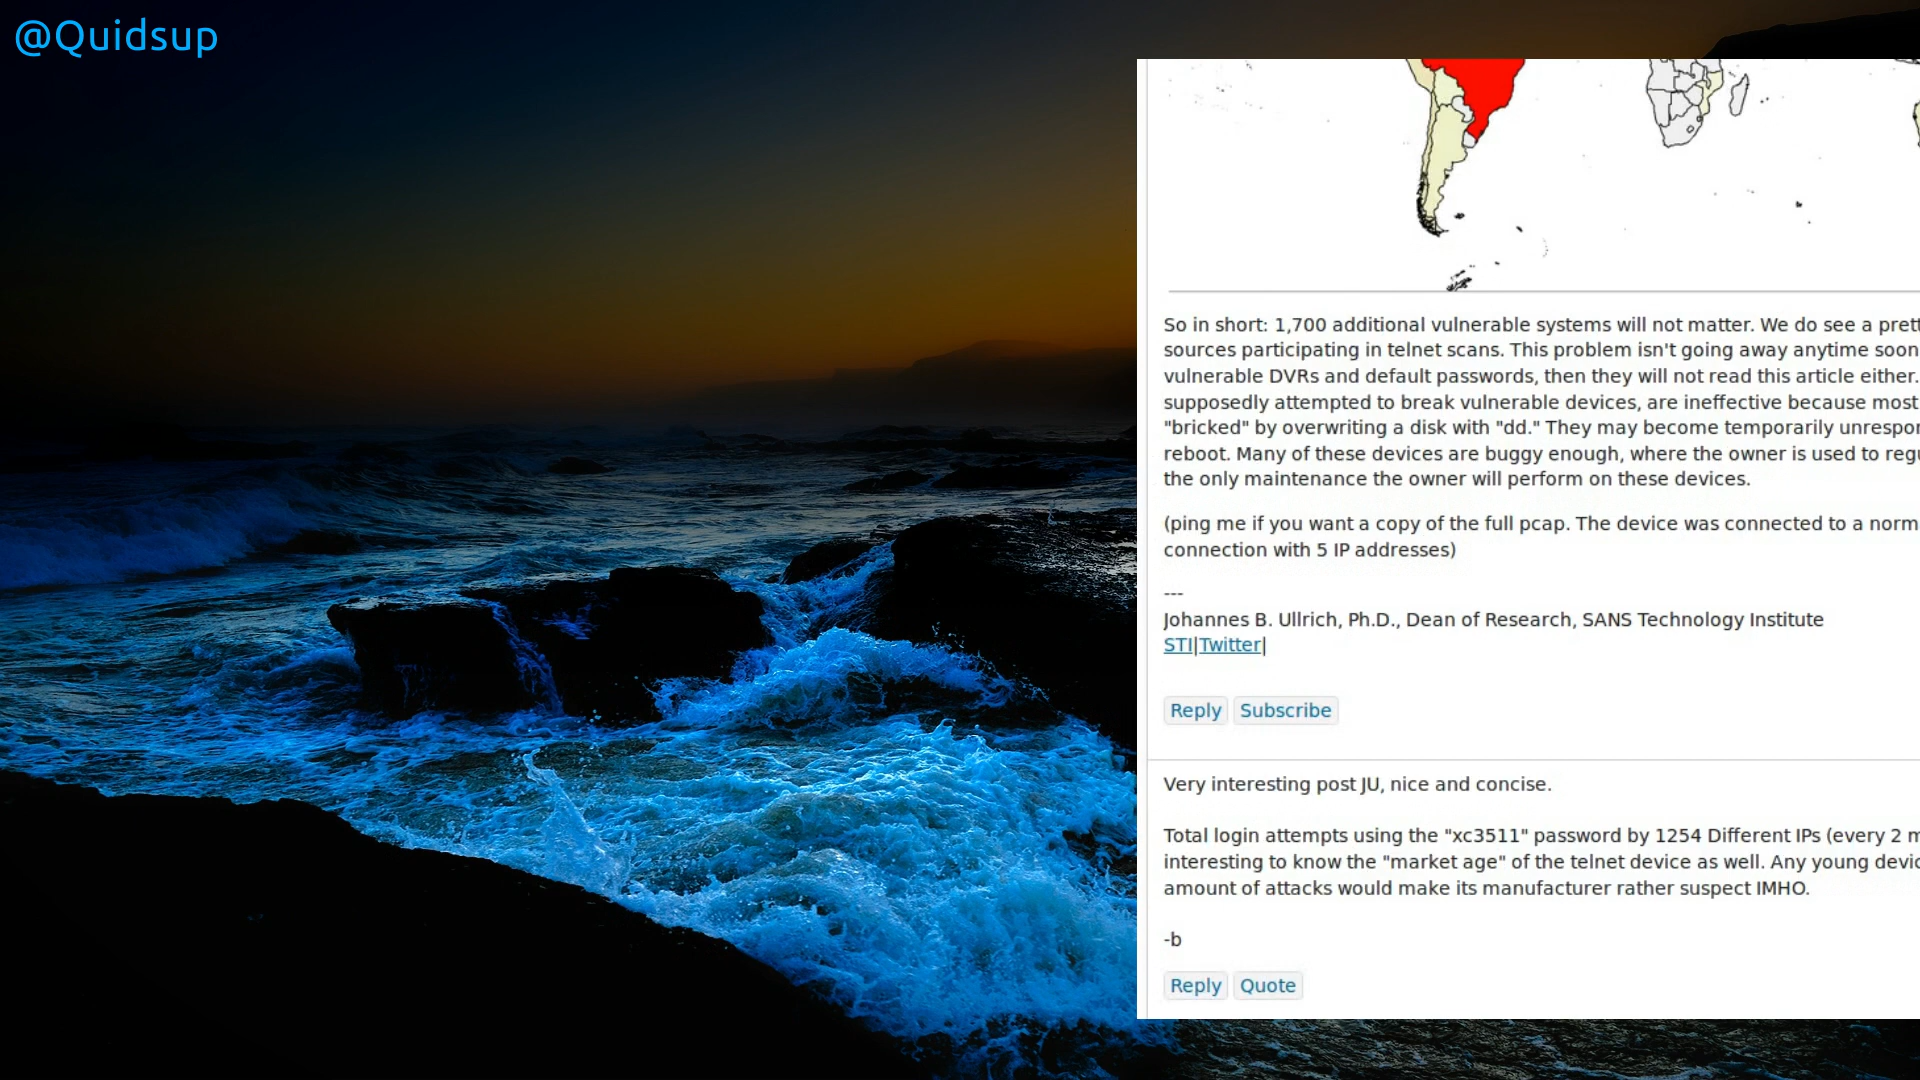 @Quidsup
So in short: 1,700 additional vulnerable systems will not matter. We do see a
sources participating in telnet scans. This problem isn't going away anytime soon
vulnerable DVRs and default passwords, then they will not read this article either.
supposedly attempted to break vulnerable devices, are ineffective because most
"bricked" by overwriting a disk with "dd." They may become temporarily
reboot. Many of these devices are buggy enough, where the owner is used to
the only maintenance the owner will perform on these devices.
(ping me if you want a copy of the full pcap. The device was connected to a
connection with 5 IP addresses)
---
Johannes B. Ullrich, Ph.D., Dean of Research, SANS Technology Institute
STI|Twitter|
Reply Subscribe
Very interesting post JU, nice and concise.
Total login attempts using the "xc3511" password by 1254 Different IPs (every 2
interesting to know the "market age" of the telnet device as well. Any young
amount of attacks would make its manufacturer rather suspect IMHO.
-b
Reply Quote